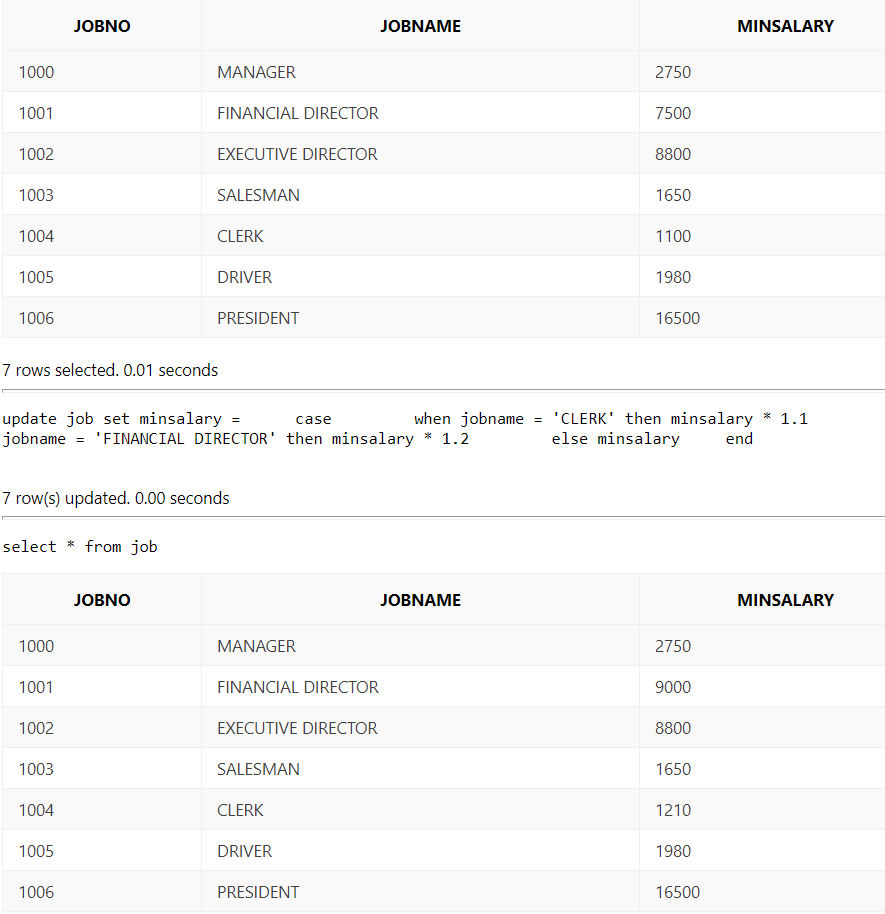 JOBNO JOBNAME MINSALARY
1000 MANAGER 2750
1001 FINANCIAL DIRECTOR 7500
1002 EXECUTIVE DIRECTOR 8800
1003 SALESMAN 1650
1004 CLERK 1100
1005 DRIVER 1980
1006 PRESIDENT 16500
7 rows selected. 0.01 seconds
update job set minsalary =      case         when jobname = 'CLERK' then minsalary * 1.1
jobname = 'FINANCIAL DIRECTOR' then minsalary * 1.2         else minsalary     end
7 row(s) updated. 0.00 seconds
select * from job
JOBNO JOBNAME MINSALARY
1000 MANAGER 2750
1001 FINANCIAL DIRECTOR 9000
1002 EXECUTIVE DIRECTOR 8800
1003 SALESMAN 1650
1004 CLERK 1210
1005 DRIVER 1980
1006 PRESIDENT 16500